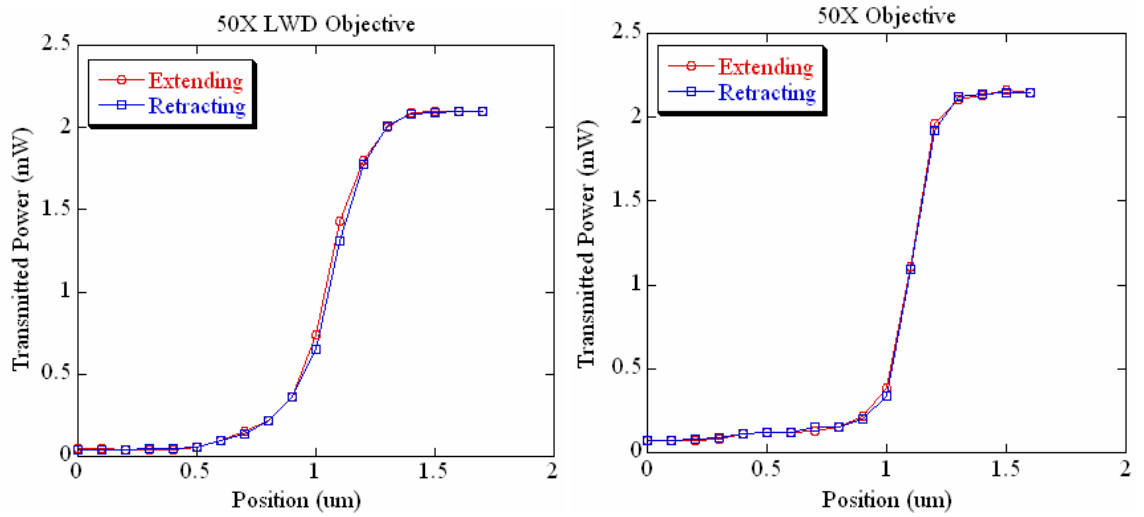 50X LWD Objective
2.5
2
1.5
1
0.5
0
Transmitted Power (mW)
Extending
Retracting
0
0.5
1
1.5
2
Position (um)
50X Objective
2.5
2
1.5
1
0.5
0
Transmitted Power (mW)
Extending
Retracting
0
0.5
1
1.5
2
Position (um)